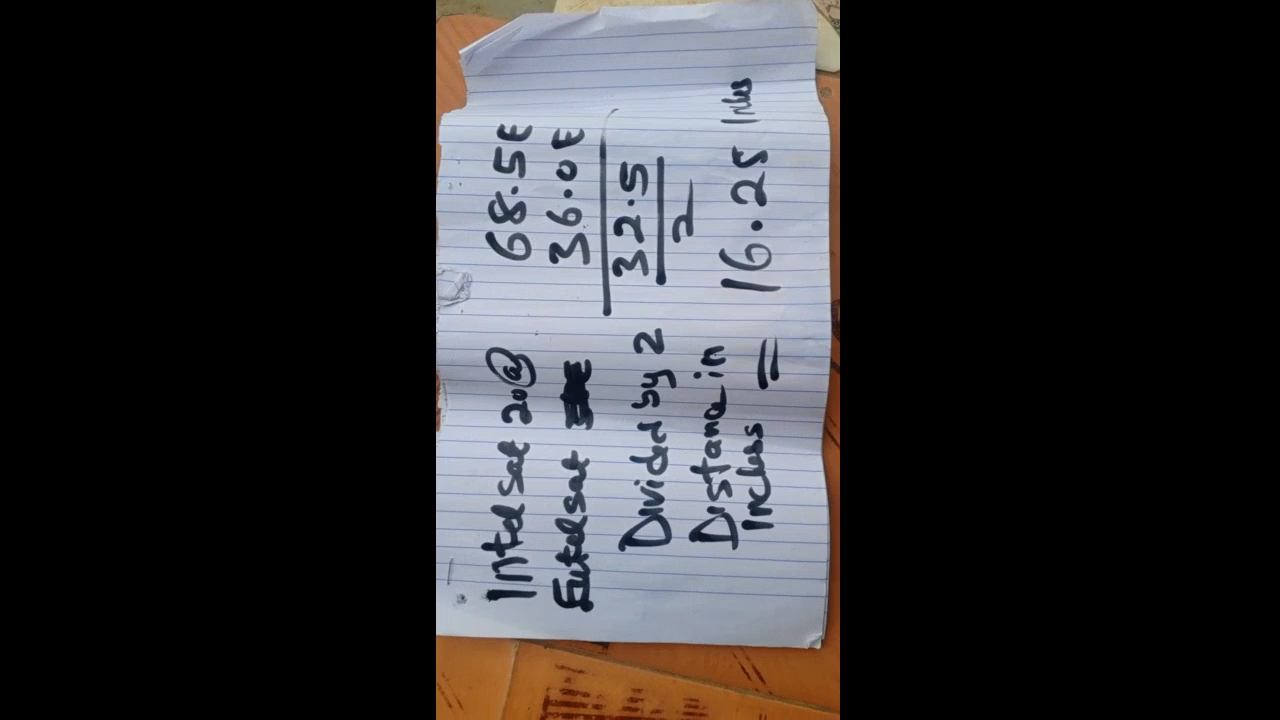 Intelsat 20@ 68.5E
Eutelsat 36.0E
32.5
Divided by 2 2
Distance in
Inches = 16.25 Inches